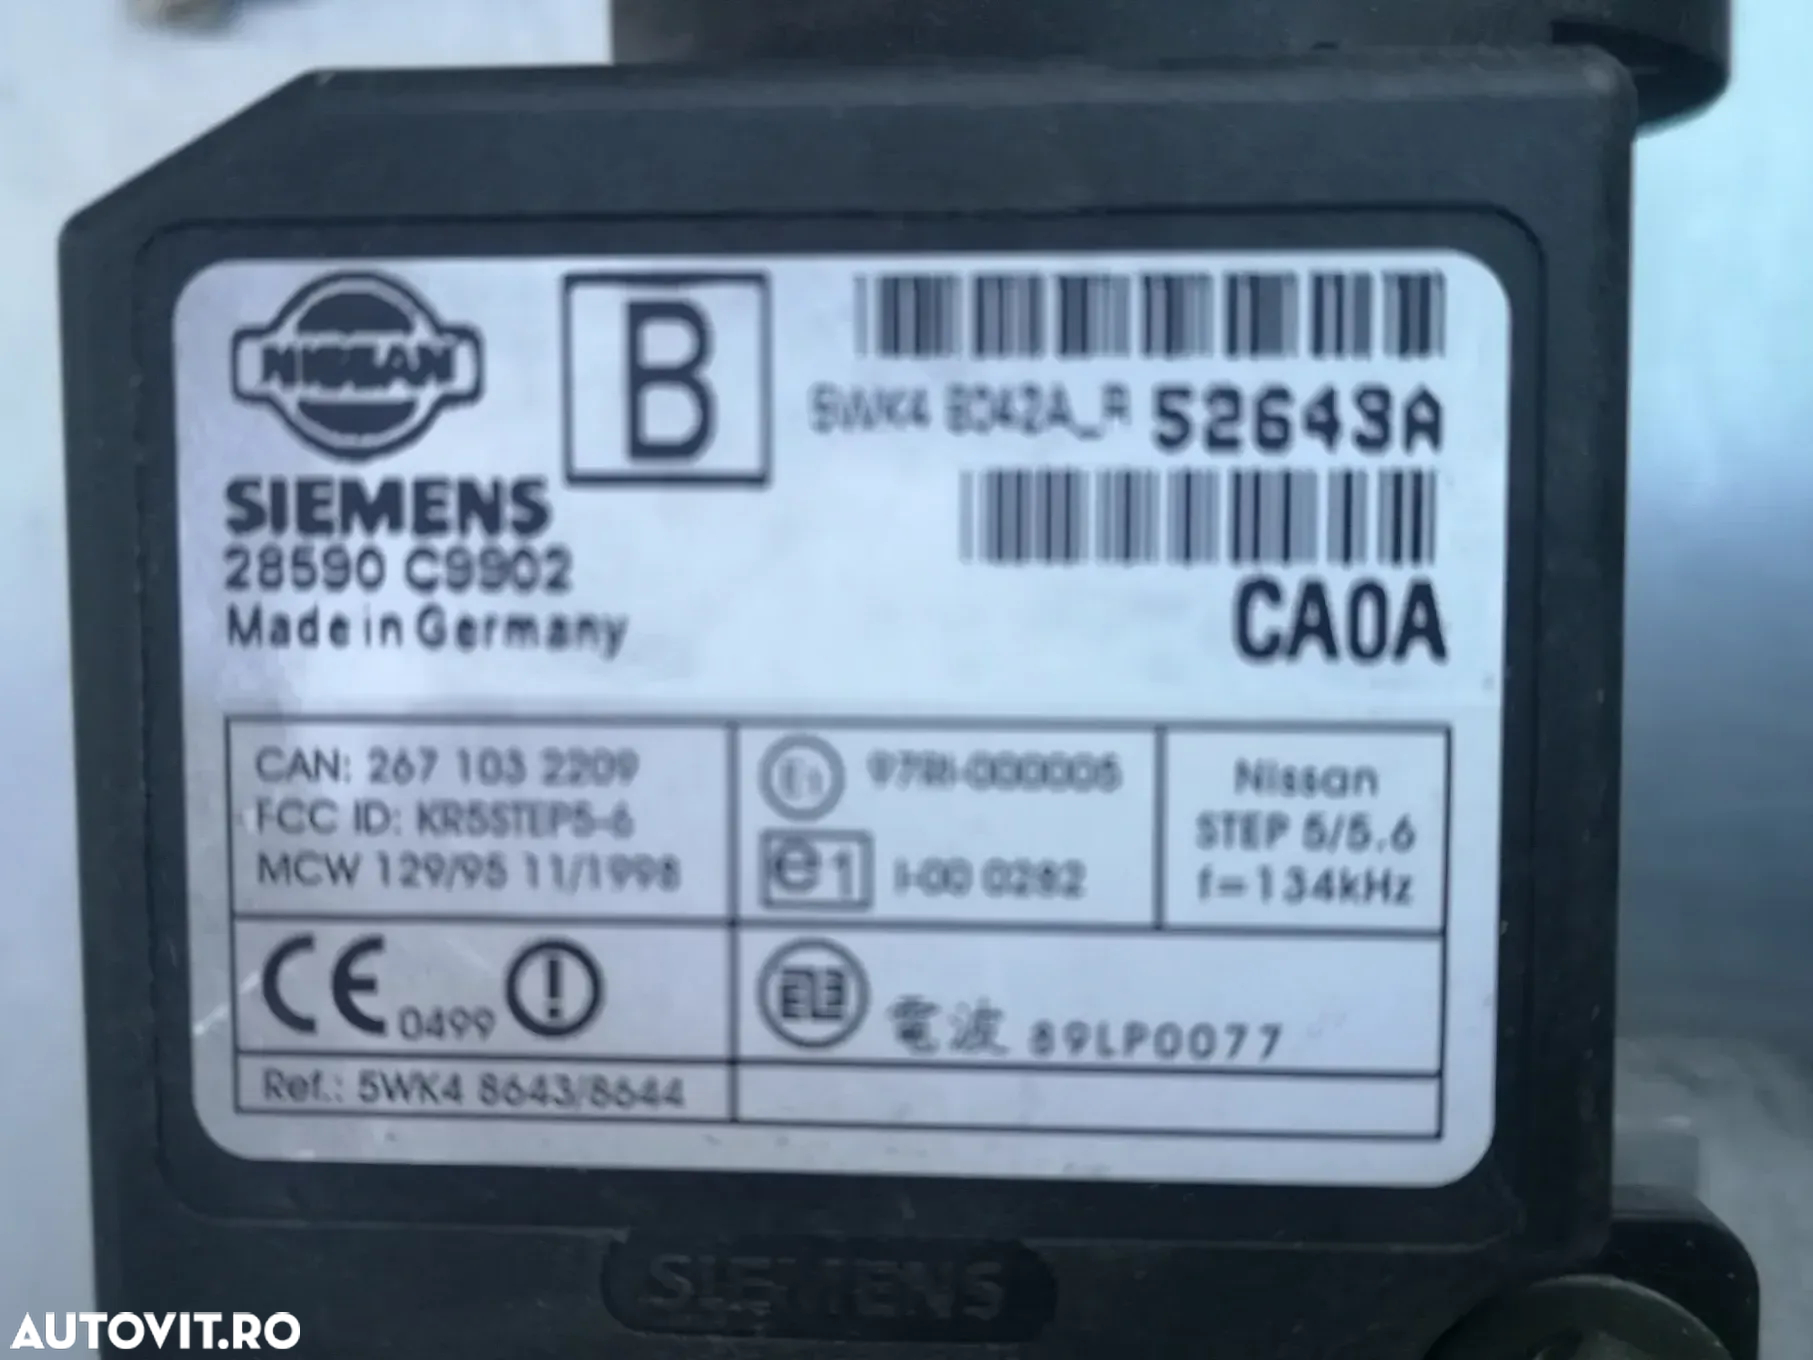 NISSAN
B
52643A
SIEMENS
28590 C9902
Made in Germany
CA0A
CAN: 267 103 2209
FCC ID: KR5STEP5-6
MCW 129/95 11/1998
e1 I-00 0282
Nissan
STEP 5/5.6
f=134kHz
CE 0499
電波 89LP0077
Ref.: 5WK4 8643/8644
SIEMENS
AUTOVIT.RO